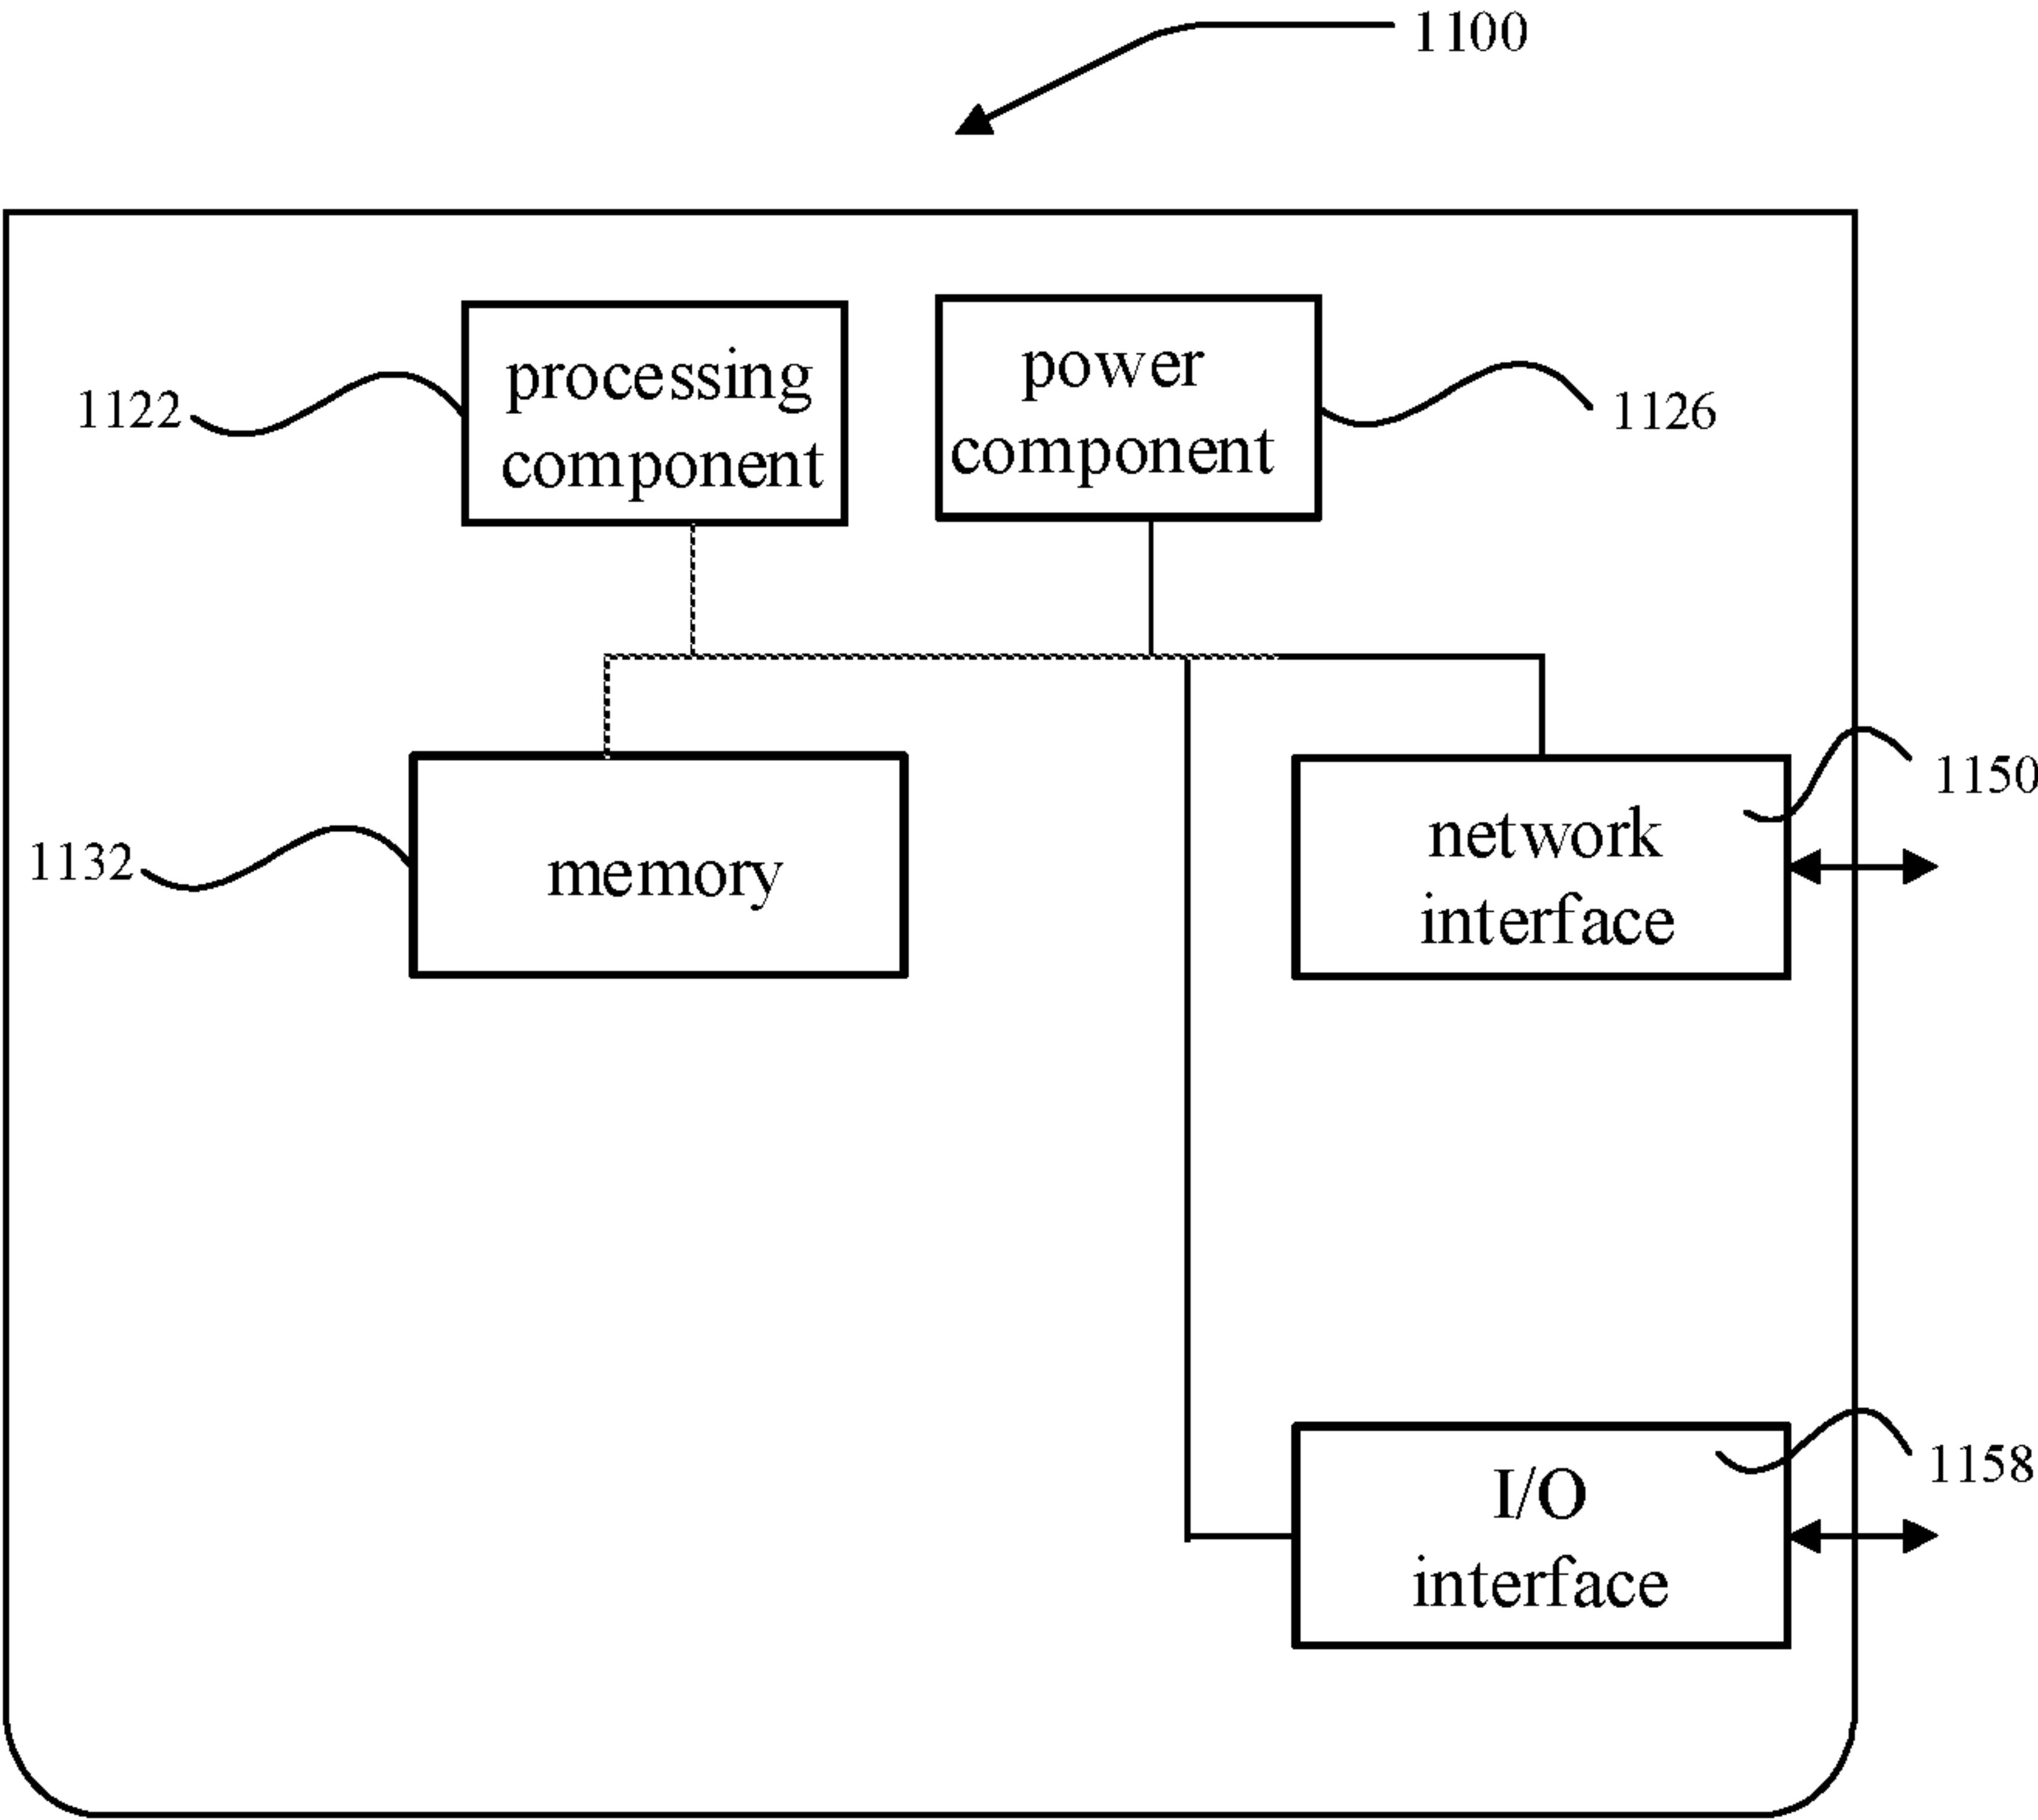 1100
processing
component
power
component
1122
1126
memory
1132
network
interface
1150
I/O
interface
1158